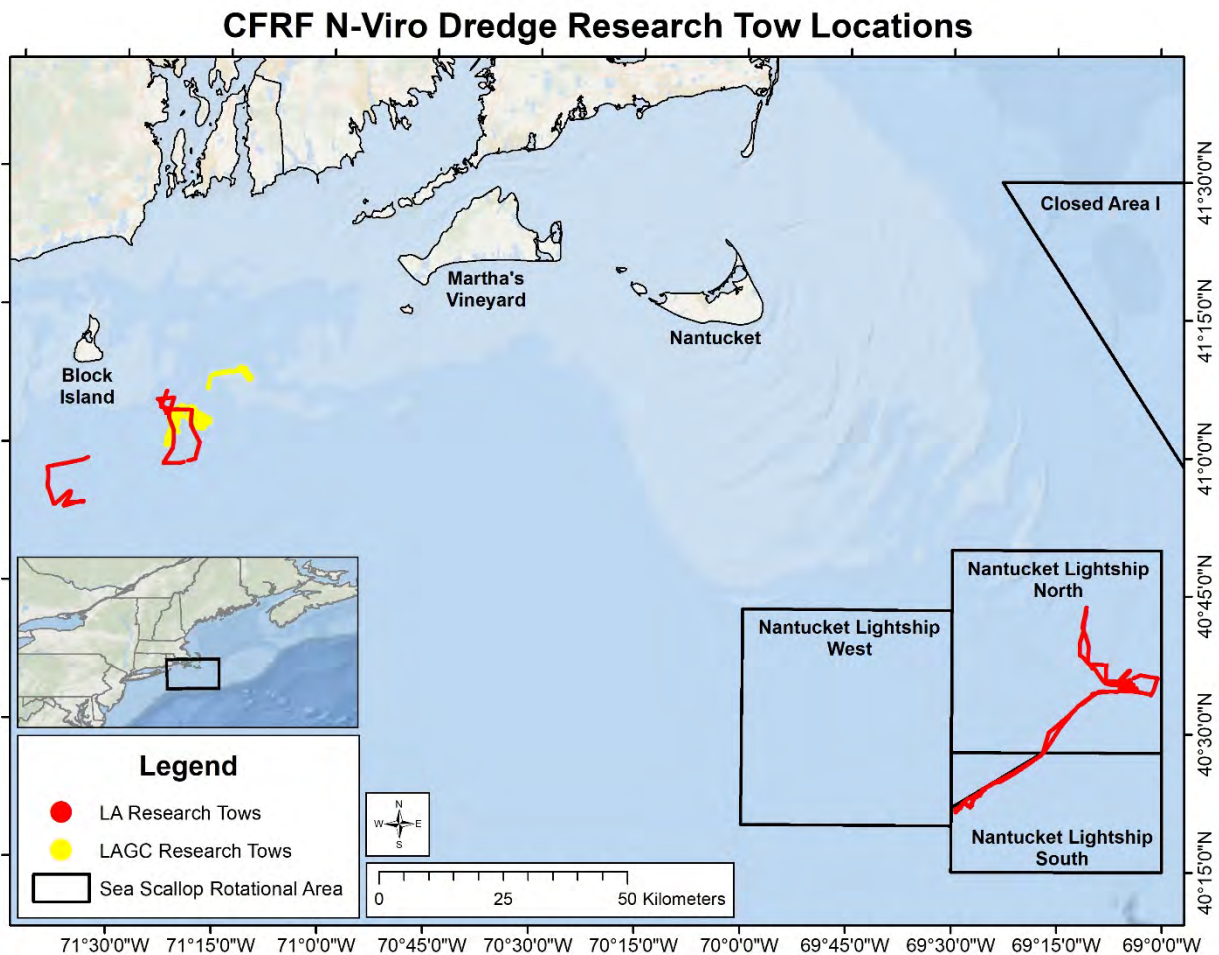 CFRF N-Viro Dredge Research Tow Locations
Closed Area I
Martha's
Vineyard
Nantucket
Block
Island
Nantucket Lightship
North
Nantucket Lightship
West
Nantucket Lightship
South
Legend
LA Research Tows
LAGC Research Tows
Sea Scallop Rotational Area
N
W E
S
0 25 50 Kilometers
41°30'0"N
41°15'0"N
41°0'0"N
40°45'0"N
40°30'0"N
40°15'0"N
71°30'0"W 71°15'0"W 71°0'0"W 70°45'0"W 70°30'0"W 70°15'0"W 70°0'0"W 69°45'0"W 69°30'0"W 69°15'0"W 69°0'0"W